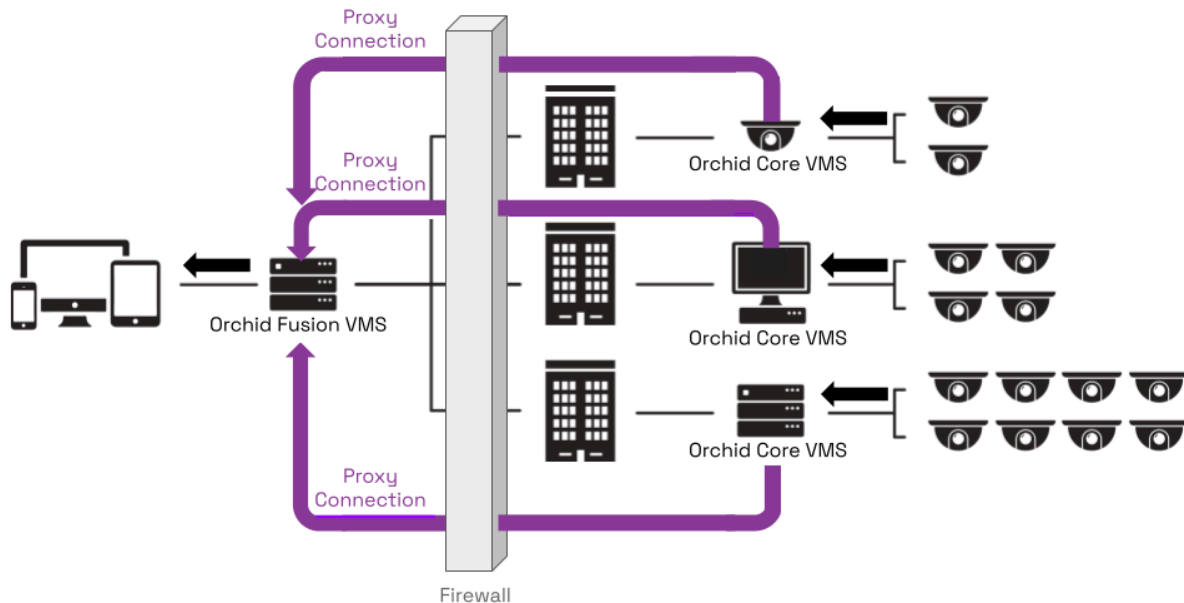 Proxy
Connection
Orchid Core VMS
Proxy
Connection
Orchid Fusion VMS
Orchid Core VMS
Orchid Core VMS
Proxy
Connection
Firewall